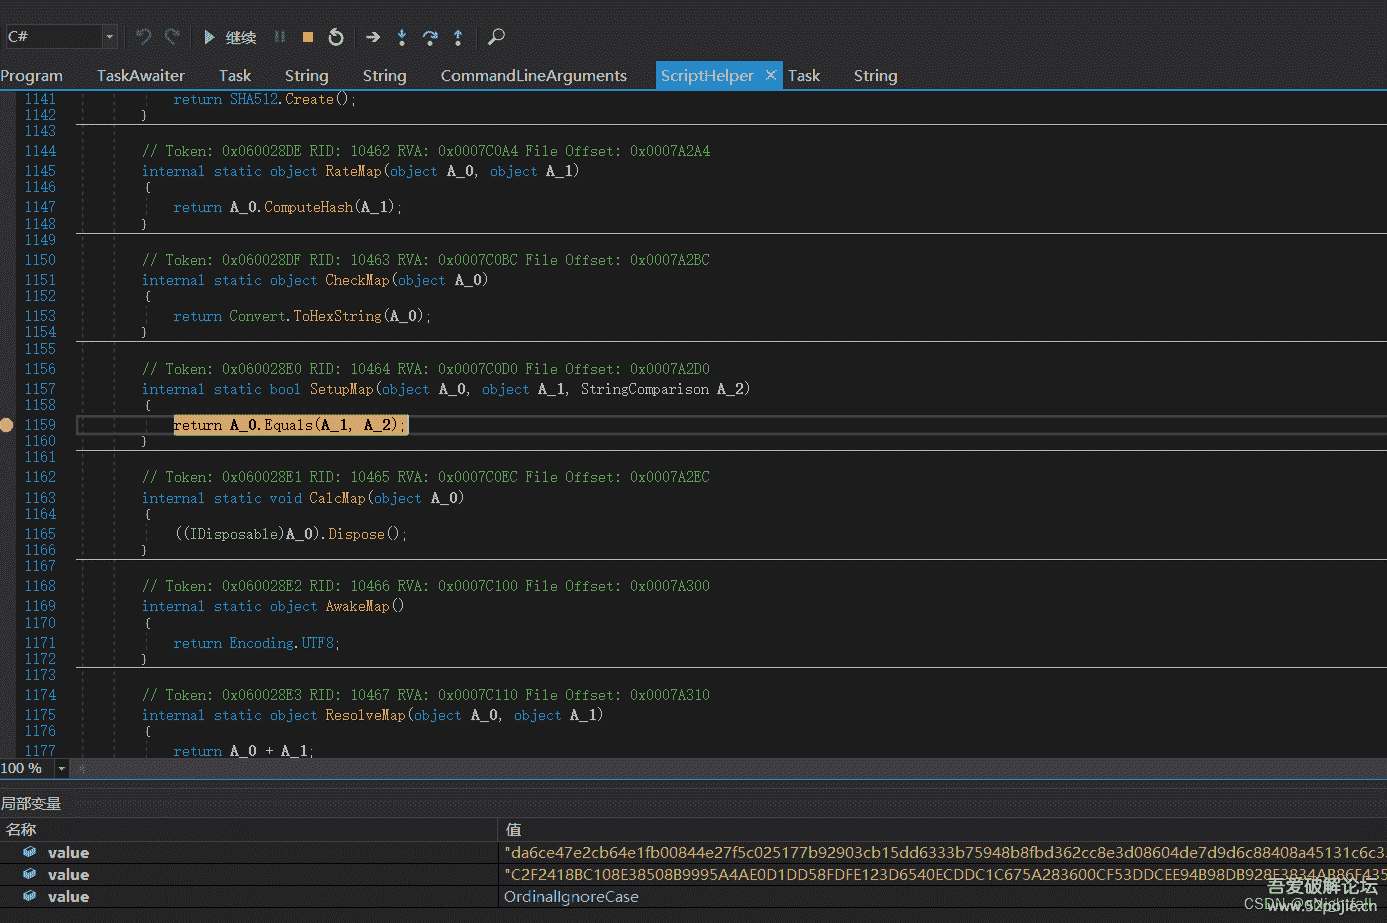 C# 继续
Program TaskAwaiter Task String String CommandLineArguments ScriptHelper × Task String
1141 return SHA512.Create();
1142 }
1143
1144 // Token: 0x060028DE RID: 10462 RVA: 0x0007C0A4 File Offset: 0x0007A2A4
1145 internal static object RateMap(object A_0, object A_1)
1146 {
1147 return A_0.ComputeHash(A_1);
1148 }
1149
1150 // Token: 0x060028DF RID: 10463 RVA: 0x0007C0BC File Offset: 0x0007A2BC
1151 internal static object CheckMap(object A_0)
1152 {
1153 return Convert.ToHexString(A_0);
1154 }
1155
1156 // Token: 0x060028E0 RID: 10464 RVA: 0x0007C0D0 File Offset: 0x0007A2D0
1157 internal static bool SetupMap(object A_0, object A_1, StringComparison A_2)
1158 {
1159 return A_0.Equals(A_1, A_2);
1160 }
1161
1162 // Token: 0x060028E1 RID: 10465 RVA: 0x0007C0EC File Offset: 0x0007A2EC
1163 internal static void CalcMap(object A_0)
1164 {
1165 ((IDisposable)A_0).Dispose();
1166 }
1167
1168 // Token: 0x060028E2 RID: 10466 RVA: 0x0007C100 File Offset: 0x0007A300
1169 internal static object AwakeMap()
1170 {
1171 return Encoding.UTF8;
1172 }
1173
1174 // Token: 0x060028E3 RID: 10467 RVA: 0x0007C110 File Offset: 0x0007A310
1175 internal static object ResolveMap(object A_0, object A_1)
1176 {
1177 return A_0 + A_1;
100 %
局部变量
名称 值
value "da6ce47e2cb64e1fb00844e27f5c025177b92903cb15dd6333b75948b8fbd362cc8e3d08604de7d9d6c88408a45131c6c3
value "C2F2418BC108E38508B9995A4AE0D1DD58FDFE123D6540ECDDC1C675A283600CF53DDCEE94B98DB928E3834AB86F435
value OrdinalIgnoreCase
吾爱破解论坛
CSDN
www.52pojie.cn